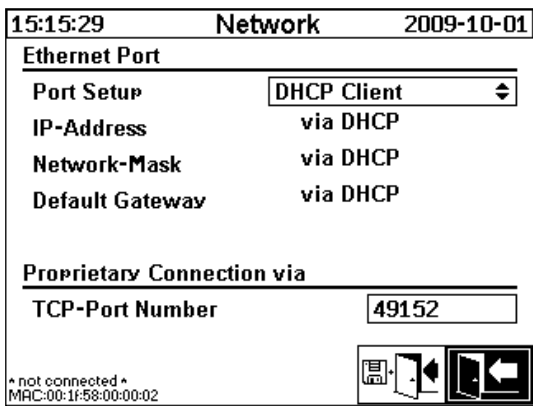 15:15:29 Network 2009-10-01
Ethernet Port
Port Setup DHCP Client
IP-Address via DHCP
Network-Mask via DHCP
Default Gateway via DHCP
Proprietary Connection via
TCP-Port Number 49152
* not connected *
MAC:00:1f:58:00:00:02